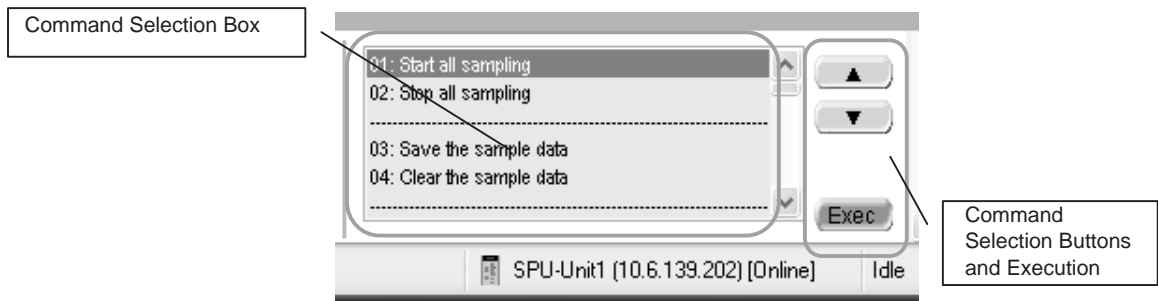 Command Selection Box
01: Start all sampling
02: Stop all sampling
03: Save the sample data
04: Clear the sample data
▲
▼
Exec
Command
Selection Buttons
and Execution
SPU-Unit1 (10.6.139.202) [Online]
Idle